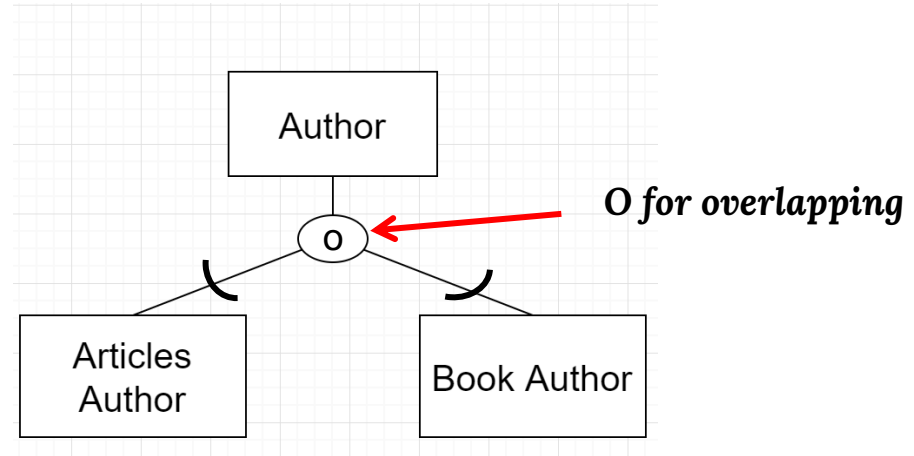 Author
O for overlapping
o
Articles
Author
Book Author